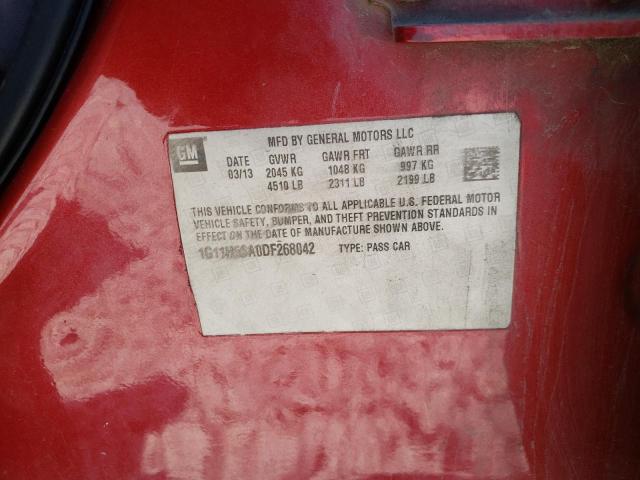 GM
MFD BY GENERAL MOTORS LLC
DATE GVWR GAWR FRT GAWR RR
03/13 2045 KG 1048 KG 997 KG
4510 LB 2311 LB 2199 LB
THIS VEHICLE CONFORMS TO ALL APPLICABLE U.S. FEDERAL MOTOR
VEHICLE SAFETY, BUMPER, AND THEFT PREVENTION STANDARDS IN
EFFECT ON THE DATE OF MANUFACTURE SHOWN ABOVE.
TYPE: PASS CAR